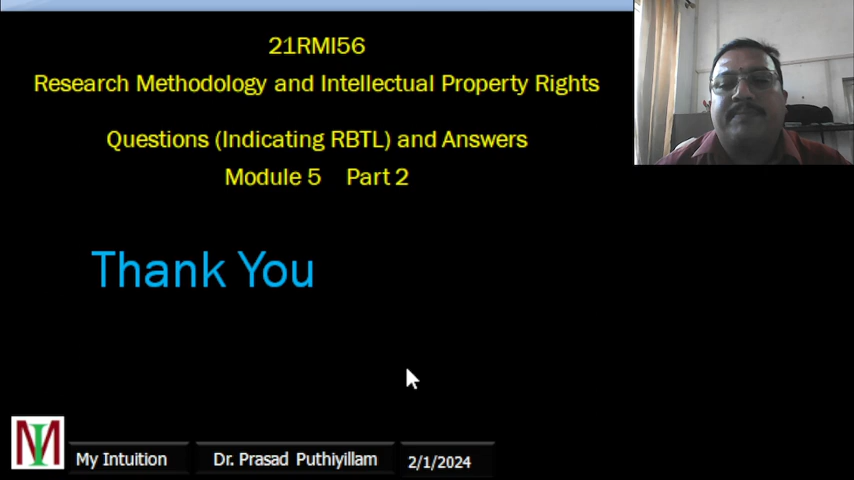 21RMI56
Research Methodology and Intellectual Property Rights
Questions (Indicating RBTL) and Answers
Module 5 Part 2
Thank You
MI
My Intuition
Dr. Prasad Puthiyillam
2/1/2024